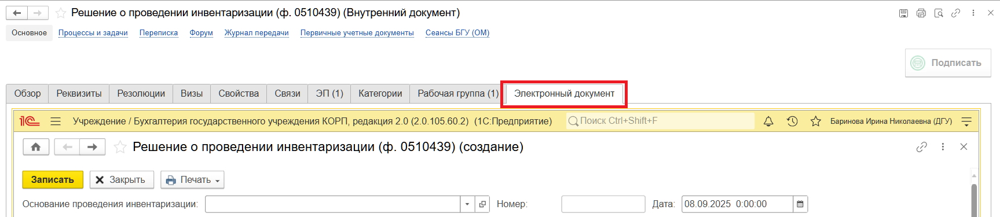 Решение о проведении инвентаризации (ф. 0510439) (Внутренний документ)
Основное Процессы и задачи Переписка Форум Журнал передачи Первичные учетные документы Сеансы БГУ (ОМ)
Подписать
Обзор Реквизиты Резолюции Визы Свойства Связи ЭП (1) Категории Рабочая группа (1) Электронный документ
1С Учреждение / Бухгалтерия государственного учреждения КОРП, редакция 2.0 (2.0.105.60.2) (1С:Предприятие) Поиск Ctrl+Shift+F Баринова Ирина Николаевна (ДГУ)
Решение о проведении инвентаризации (ф. 0510439) (создание)
Записать Закрыть Печать
Основание проведения инвентаризации: Номер: Дата: 08.09.2025 0:00:00